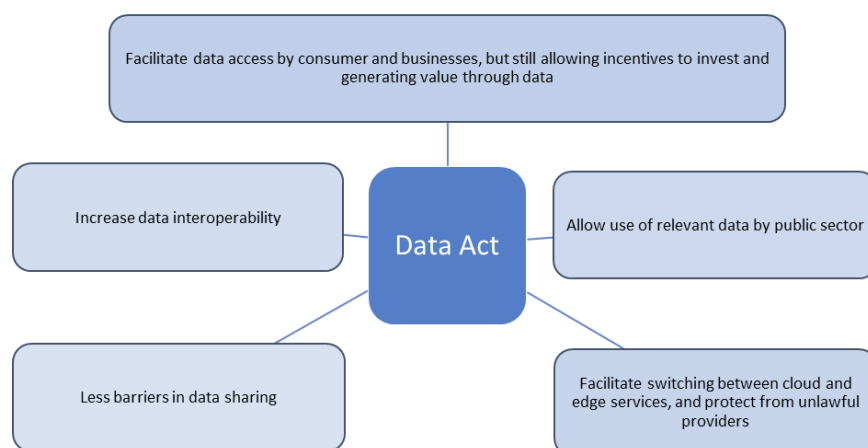 Facilitate data access by consumer and businesses, but still allowing incentives to invest and
generating value through data
Increase data interoperability
Data Act
Allow use of relevant data by public sector
Less barriers in data sharing
Facilitate switching between cloud and
edge services, and protect from unlawful
providers